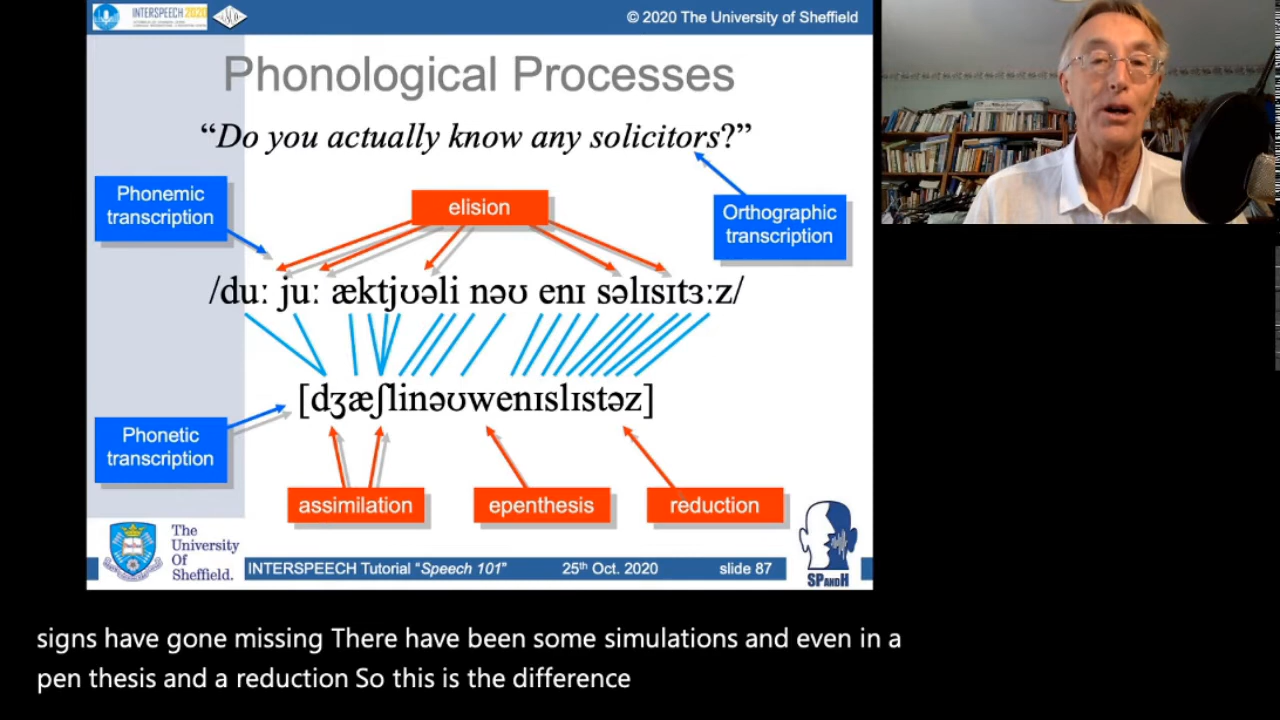 INTERSPEECH 2020
© 2020 The University of Sheffield
Phonological Processes
“Do you actually know any solicitors?”
Phonemic
transcription
elision
Orthographic
transcription
/duː juː æktjʊəli nəʊ enɪ səlɪsɪtɜːz/
[dʒæʃlinəʊwenɪslɪstəz]
Phonetic
transcription
assimilation
epenthesis
reduction
The
University
Of
Sheffield.
INTERSPEECH Tutorial “Speech 101”
25th Oct. 2020
slide 87
SPANDH
signs have gone missing There have been some simulations and even in a
pen thesis and a reduction So this is the difference